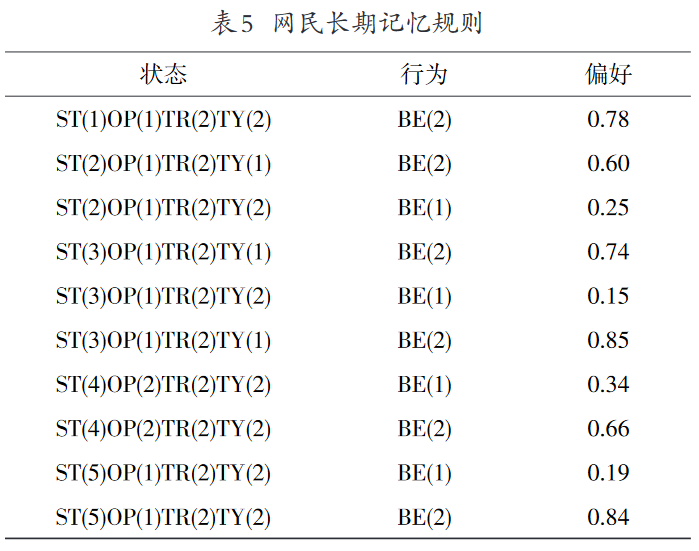 表5 网民长期记忆规则
状态 行为 偏好
ST(1)OP(1)TR(2)TY(2) BE(2) 0.78
ST(2)OP(1)TR(2)TY(1) BE(2) 0.60
ST(2)OP(1)TR(2)TY(2) BE(1) 0.25
ST(3)OP(1)TR(2)TY(1) BE(2) 0.74
ST(3)OP(1)TR(2)TY(2) BE(1) 0.15
ST(3)OP(1)TR(2)TY(1) BE(2) 0.85
ST(4)OP(2)TR(2)TY(2) BE(1) 0.34
ST(4)OP(2)TR(2)TY(2) BE(2) 0.66
ST(5)OP(1)TR(2)TY(2) BE(1) 0.19
ST(5)OP(1)TR(2)TY(2) BE(2) 0.84